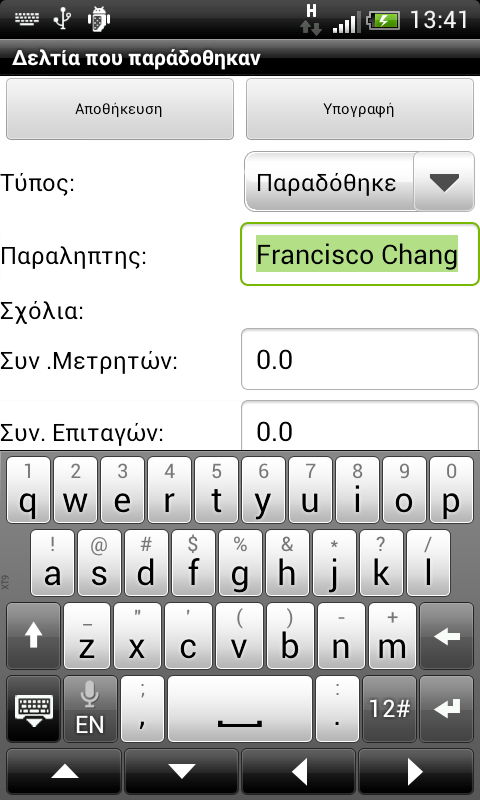 H 13:41
Δελτία που παράδοθηκαν
Αποθήκευση Υπογραφή
Τύπος: Παραδόθηκε
Παραληπτης: Francisco Chang
Σχόλια:
Συν .Μετρητών: 0.0
Συν. Επιταγών: 0.0
1 2 3 4 5 6 7 8 9 0
q w e r t y u i o p
! @ # $ % & * ? /
a s d f g h j k l
XT9
_ " ' ( ) - +
z x c v b n m
; :
EN , . 12#